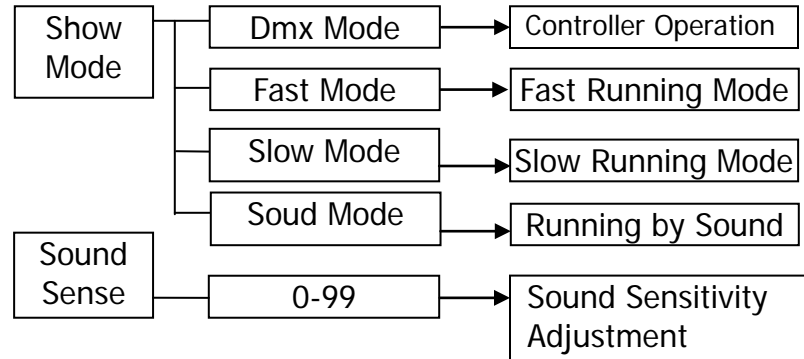 Show
Mode
Dmx Mode
Controller Operation
Fast Mode
Fast Running Mode
Slow Mode
Slow Running Mode
Soud Mode
Running by Sound
Sound
Sense
0-99
Sound Sensitivity
Adjustment